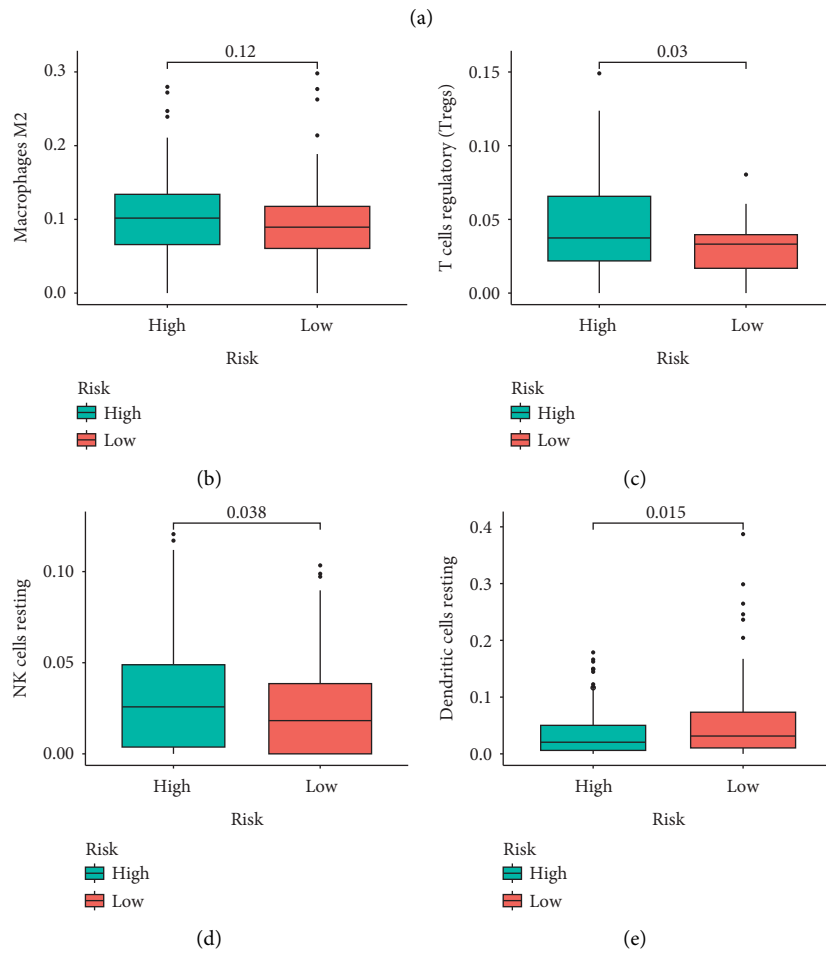 (a)
0.12
0.3
0.2
0.1
0.0
Macrophages M2
High
Low
Risk
Risk
High
Low
(b)
0.03
0.15
0.10
0.05
0.00
T cells regulatory (Tregs)
High
Low
Risk
Risk
High
Low
(c)
0.038
0.10
0.05
0.00
NK cells resting
High
Low
Risk
Risk
High
Low
(d)
0.015
0.4
0.3
0.2
0.1
0.0
Dendritic cells resting
High
Low
Risk
Risk
High
Low
(e)